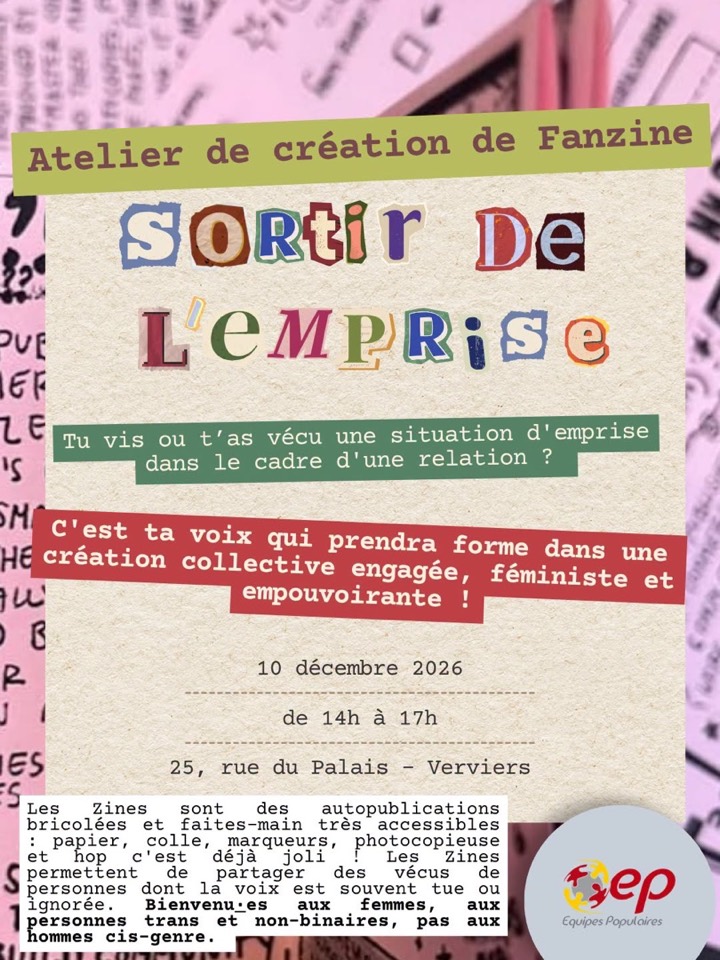 Atelier de création de Fanzine
SORtir De
L'eMPRiSe
Tu vis ou t’as vécu une situation d'emprise
dans le cadre d'une relation ?
C'est ta voix qui prendra forme dans une
création collective engagée, féministe et
empouvoirante !
10 décembre 2026
de 14h à 17h
25, rue du Palais – Verviers
Les Zines sont des autopublications
bricolées et faites-main très accessibles
: papier, colle, marqueurs, photocopieuse
et hop c'est déjà joli ! Les Zines
permettent de partager des vécus de
personnes dont la voix est souvent tue ou
ignorée. Bienvenu·es aux femmes, aux
personnes trans et non-binaires, pas aux
hommes cis-genre.
ep
Equipes Populaires